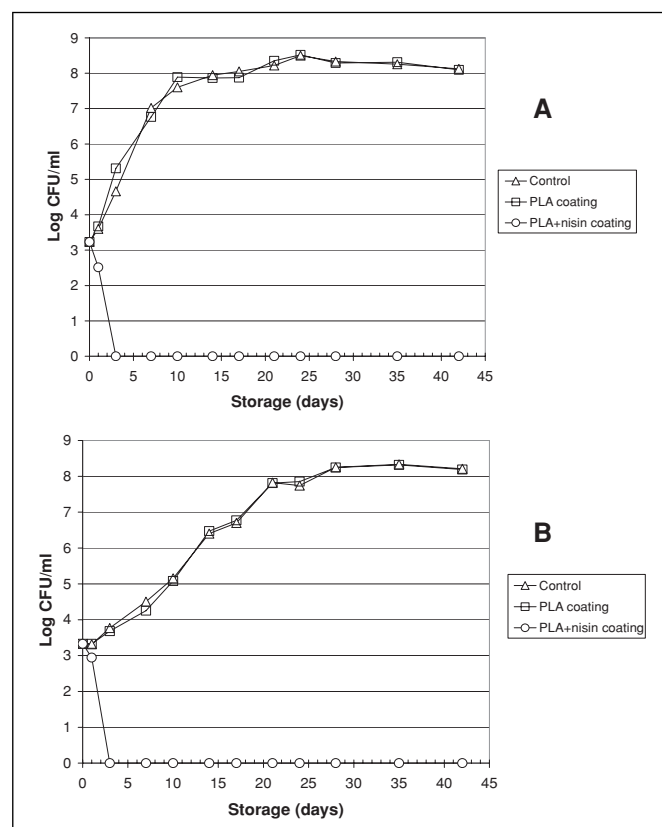 9
8
7
6
5
4
3
2
1
0
Log CFU/ml
0 5 10 15 20 25 30 35 40 45
Storage (days)
A
Control
PLA coating
PLA+nisin coating
9
8
7
6
5
4
3
2
1
0
Log CFU/ml
0 5 10 15 20 25 30 35 40 45
Storage (days)
B
Control
PLA coating
PLA+nisin coating